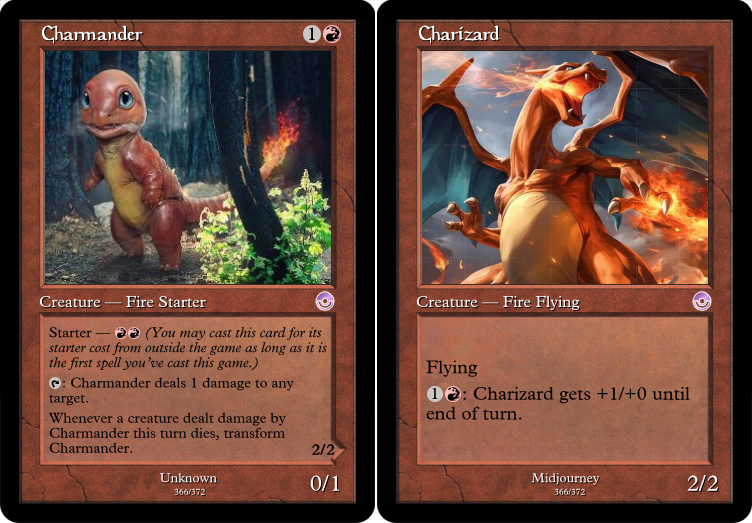 Charmander 1
Creature — Fire Starter
Starter — (You may cast this card for its
starter cost from outside the game as long as it is
the first spell you've cast this game.)
: Charmander deals 1 damage to any
target.
Whenever a creature dealt damage by
Charmander this turn dies, transform
Charmander.
2/2
Unknown
366/372
0/1
Charizard
Creature — Fire Flying
Flying
1 : Charizard gets +1/+0 until
end of turn.
Midjourney
366/372
2/2